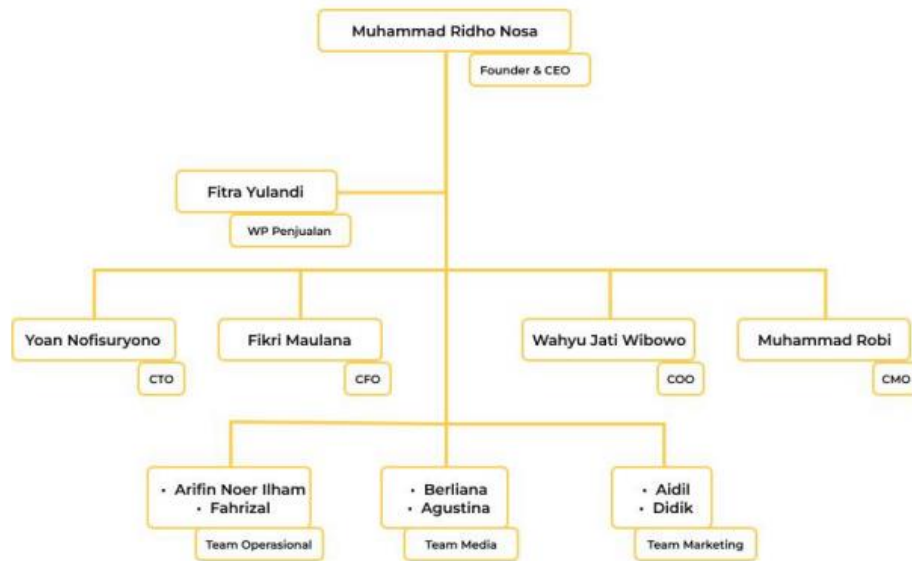 Muhammad Ridho Nosa
Founder & CEO
Fitra Yulandi
WP Penjualan
Yoan Nofisuryono
CTO
Fikri Maulana
CFO
Wahyu Jati Wibowo
COO
Muhammad Robi
CMO
• Arifin Noer Ilham
• Fahrizal
Team Operasional
• Berliana
• Agustina
Team Media
• Aidil
• Didik
Team Marketing